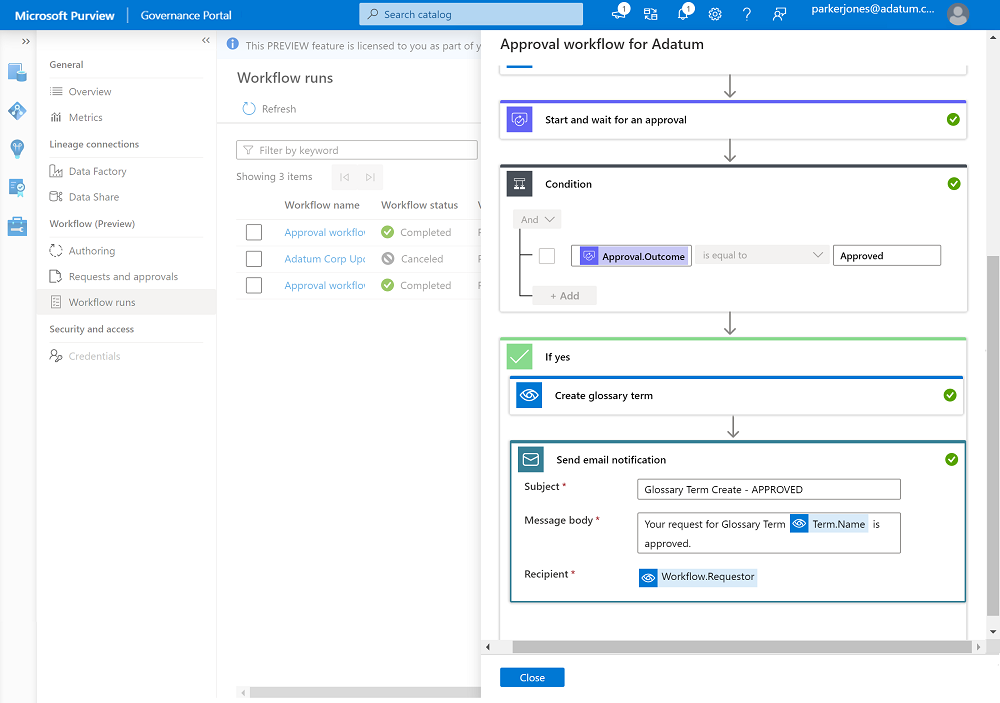 Microsoft Purview
Governance Portal
Search catalog
1
1
?
parkerjones@adatum.c...
General
Overview
Metrics
Lineage connections
Data Factory
Data Share
Workflow (Preview)
Authoring
Requests and approvals
Workflow runs
Security and access
Credentials
This PREVIEW feature is licensed to you as part of y
Workflow runs
Refresh
Filter by keyword
Showing 3 items
Workflow name Workflow status
Approval workflo Completed
Adatum Corp Upd Canceled
Approval workflo Completed
Approval workflow for Adatum
Start and wait for an approval
Condition
And
Approval.Outcome is equal to Approved
+ Add
If yes
Create glossary term
Send email notification
Subject * Glossary Term Create - APPROVED
Message body * Your request for Glossary Term Term.Name is
approved.
Recipient * Workflow.Requestor
Close